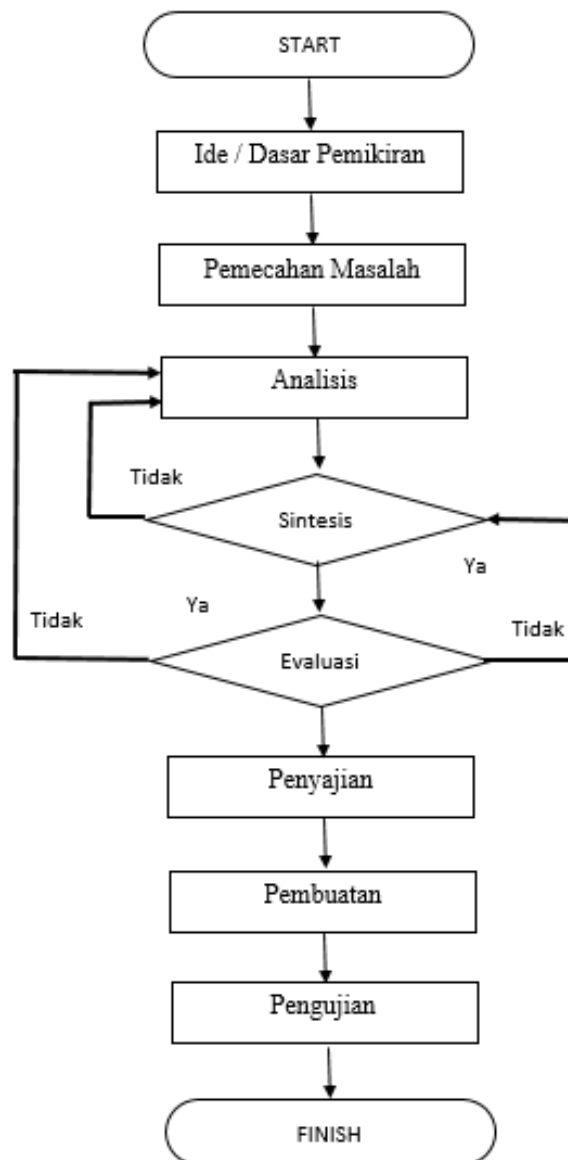 START
Ide / Dasar Pemikiran
Pemecahan Masalah
Analisis
Tidak
Sintesis
Ya
Ya
Tidak
Tidak
Evaluasi
Penyajian
Pembuatan
Pengujian
FINISH